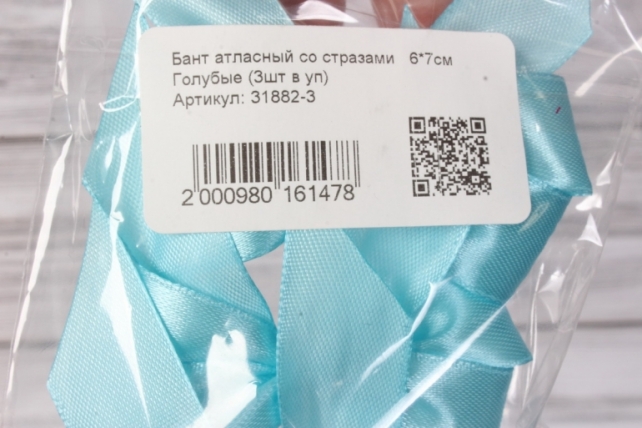 Бант атласный со стразами 6*7см
Голубые (3шт в уп)
Артикул: 31882-3
2 000980 161478